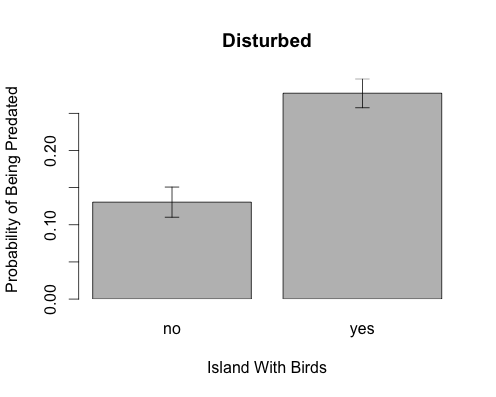 Disturbed
Probability of Being Predated
0.20
0.10
0.00
no yes
Island With Birds